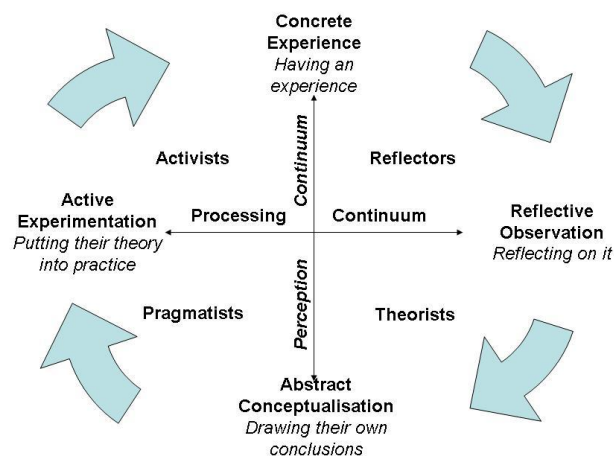 Concrete
Experience
Having an
experience
Activists
Continuum
Reflectors
Active
Experimentation
Putting their theory
into practice
Processing
Continuum
Reflective
Observation
Reflecting on it
Pragmatists
Perception
Theorists
Abstract
Conceptualisation
Drawing their own
conclusions